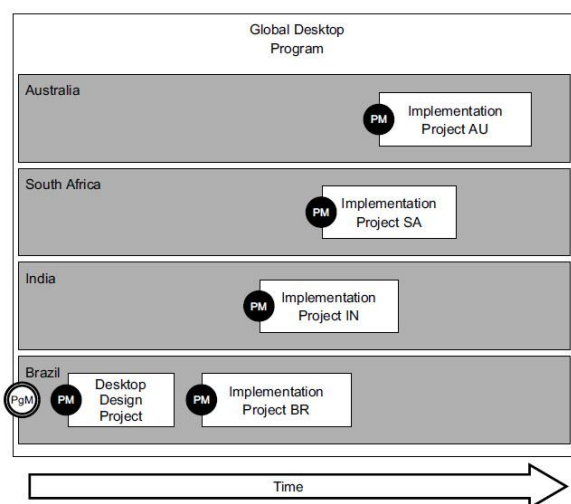 Global Desktop
Program
Australia
PM
Implementation
Project AU
South Africa
PM
Implementation
Project SA
India
PM
Implementation
Project IN
Brazil
PgM
PM
Desktop
Design
Project
PM
Implementation
Project BR
Time